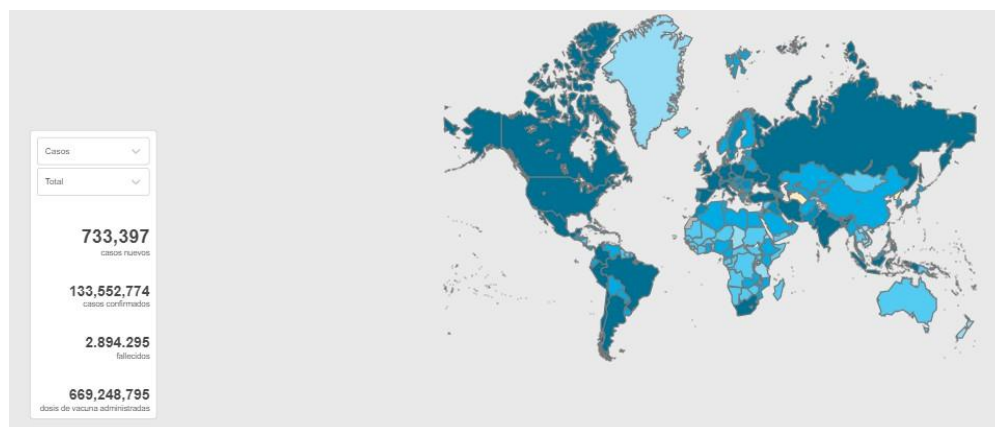 Casos
Total
733,397
casos nuevos
133,552,774
casos confirmados
2.894.295
fallecidos
669,248,795
dosis de vacuna administradas